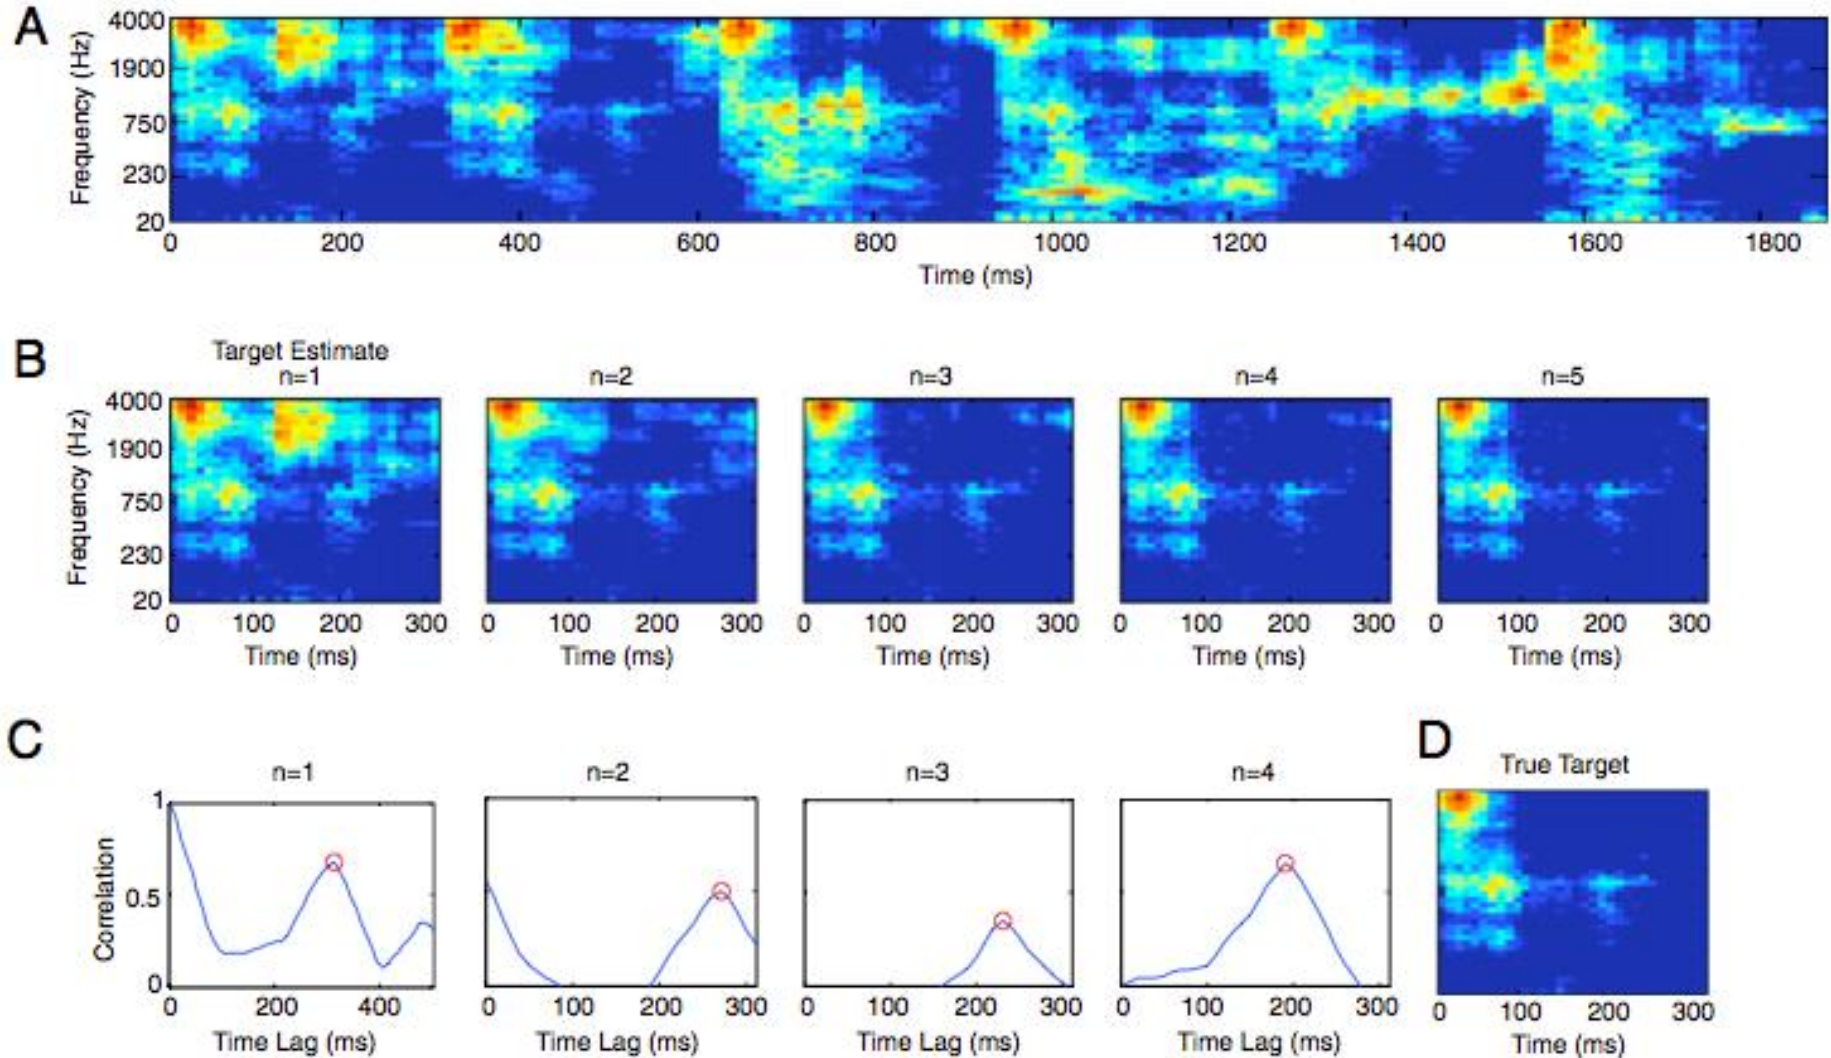 A
Frequency (Hz)
4000
1900
750
230
20
0 200 400 600 800 1000 1200 1400 1600 1800
Time (ms)
B
Target Estimate
n=1 n=2 n=3 n=4 n=5
Frequency (Hz)
4000
1900
750
230
20
0 100 200 300 0 100 200 300 0 100 200 300 0 100 200 300 0 100 200 300
Time (ms) Time (ms) Time (ms) Time (ms) Time (ms)
C
n=1 n=2 n=3 n=4
Correlation
1
0.5
0
0 200 400 0 100 200 300 0 100 200 300 0 100 200 300
Time Lag (ms) Time Lag (ms) Time Lag (ms) Time Lag (ms)
D
True Target
0 100 200 300
Time (ms)